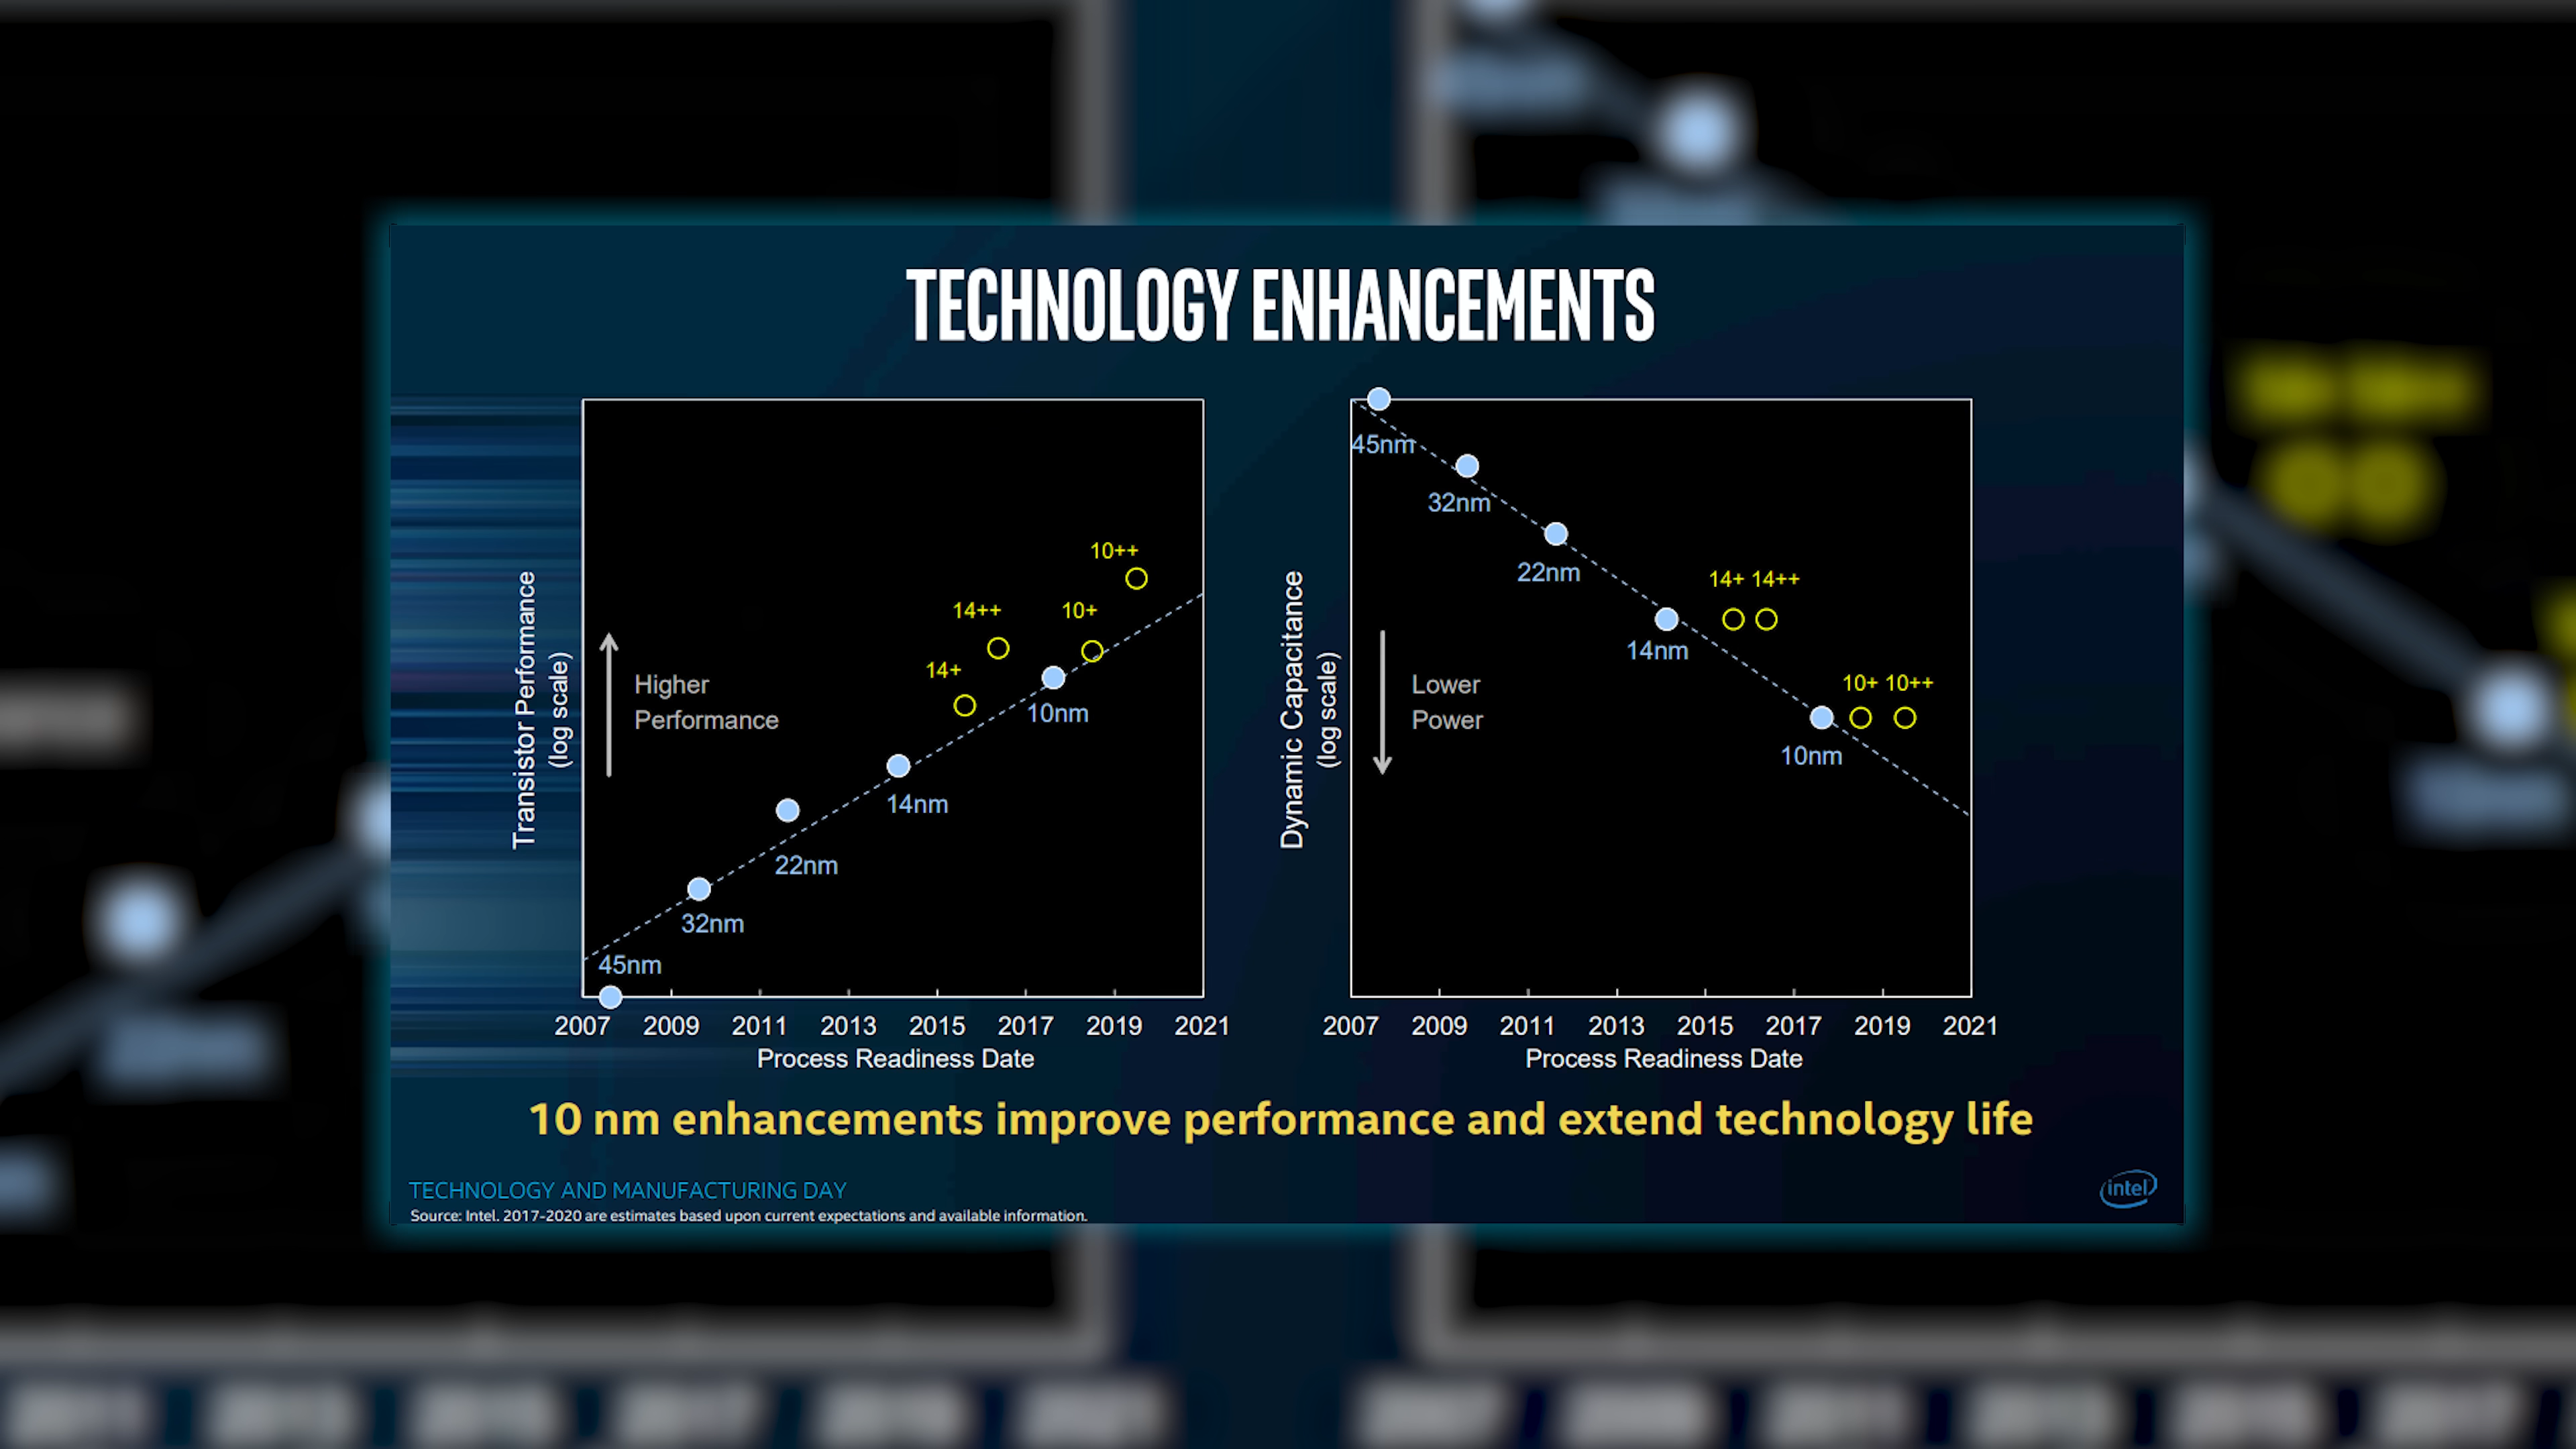 TECHNOLOGY ENHANCEMENTS
Transistor Performance
(log scale)
Higher
Performance
10++
14++
10+
14+
10nm
14nm
22nm
32nm
45nm
2007 2009 2011 2013 2015 2017 2019 2021
Process Readiness Date
Dynamic Capacitance
(log scale)
Lower
Power
45nm
32nm
22nm
14+ 14++
14nm
10+ 10++
10nm
2007 2009 2011 2013 2015 2017 2019 2021
Process Readiness Date
10 nm enhancements improve performance and extend technology life
TECHNOLOGY AND MANUFACTURING DAY
Source: Intel. 2017-2020 are estimates based upon current expectations and available information.
intel